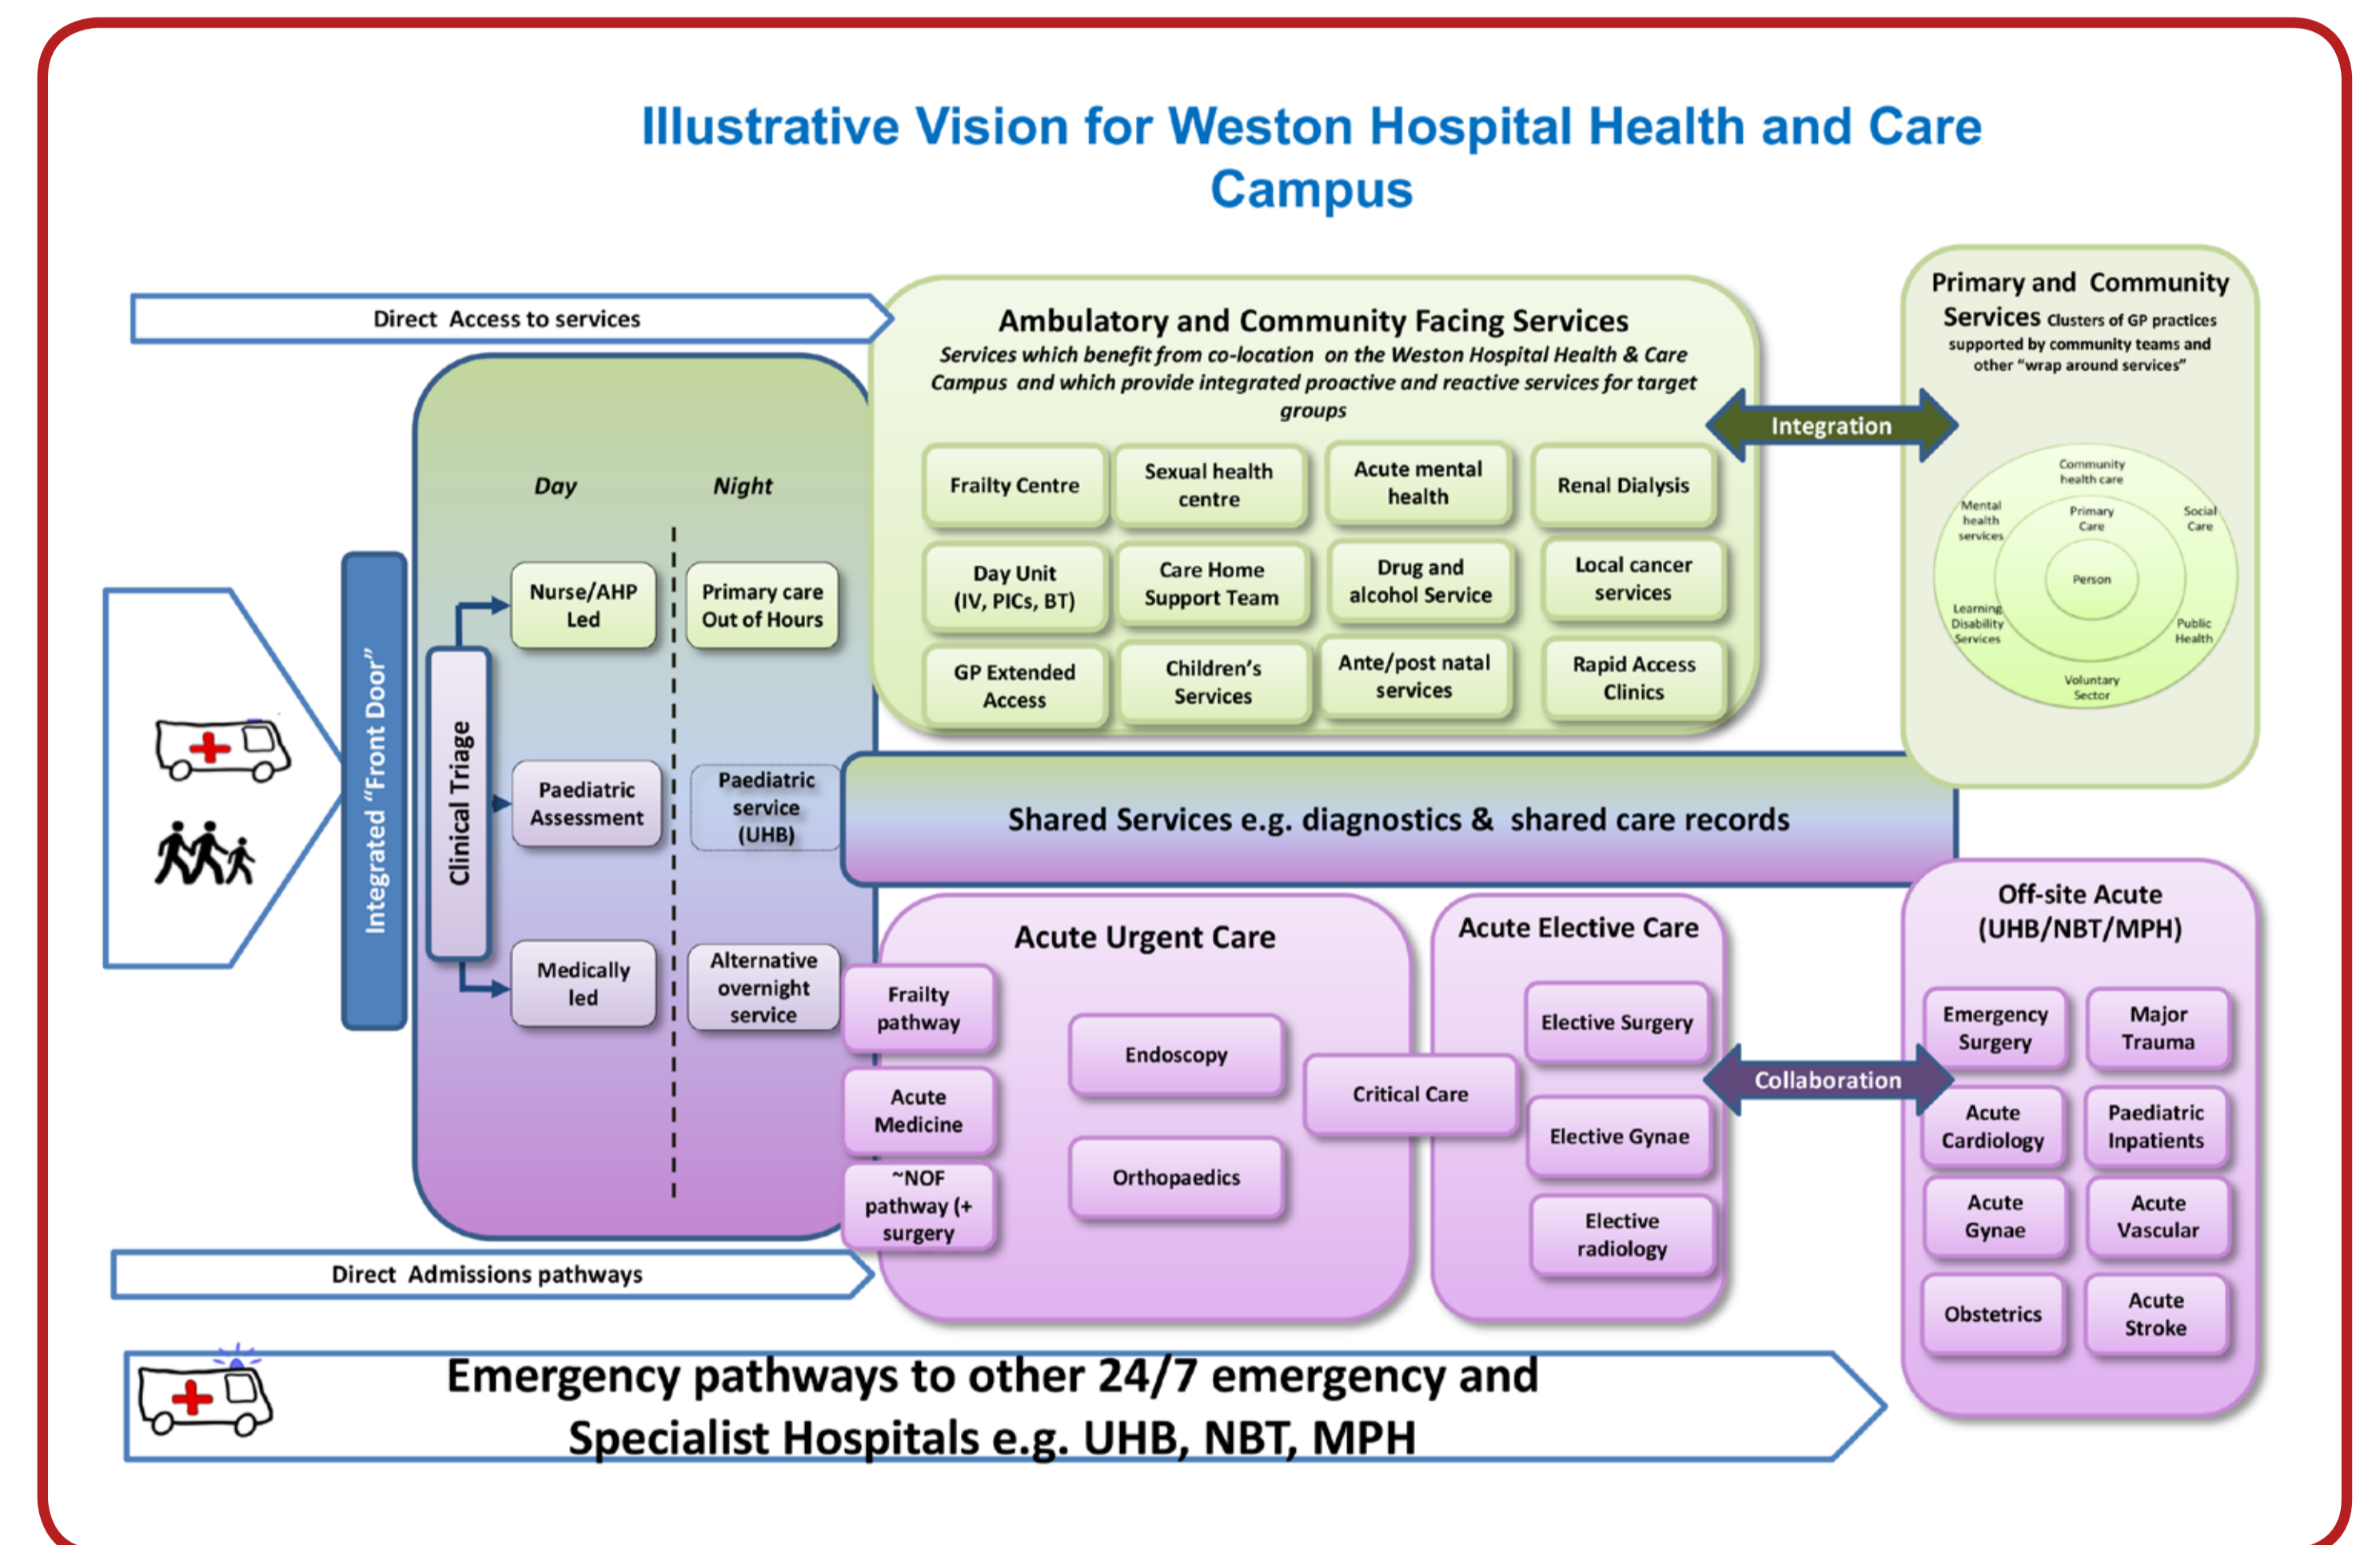 Illustrative Vision for Weston Hospital Health and Care
Campus
Direct  Access to services
Integrated “Front Door”
Clinical Triage
Day
Night
Nurse/AHP
Led
Primary care
Out of Hours
Paediatric
Assessment
Paediatric
service
(UHB)
Medically
led
Alternative
overnight
service
Ambulatory and Community Facing Services
Services which benefit from co-location  on the Weston Hospital Health & Care
Campus  and which provide integrated proactive and reactive services for target
groups
Frailty Centre
Sexual health
centre
Acute mental
health
Renal Dialysis
Day Unit
(IV, PICs, BT)
Care Home
Support Team
Drug and
alcohol Service
Local cancer
services
GP Extended
Access
Children’s
Services
Ante/post natal
services
Rapid Access
Clinics
Integration
Primary and  Community
Services Clusters of GP practices
supported by community teams and
other “wrap around services”
Community
health care
Mental
health
services
Primary
Care
Social
Care
Person
Learning
Disability
Services
Public
Health
Voluntary
Sector
Shared Services e.g. diagnostics &  shared care records
Acute Urgent Care
Frailty
pathway
Acute
Medicine
~NOF
pathway (+
surgery
Endoscopy
Orthopaedics
Critical Care
Acute Elective Care
Elective Surgery
Elective Gynae
Elective
radiology
Collaboration
Off-site Acute
(UHB/NBT/MPH)
Emergency
Surgery
Major
Trauma
Acute
Cardiology
Paediatric
Inpatients
Acute
Gynae
Acute
Vascular
Obstetrics
Acute
Stroke
Direct  Admissions pathways
Emergency pathways to other 24/7 emergency and
Specialist Hospitals e.g. UHB, NBT, MPH